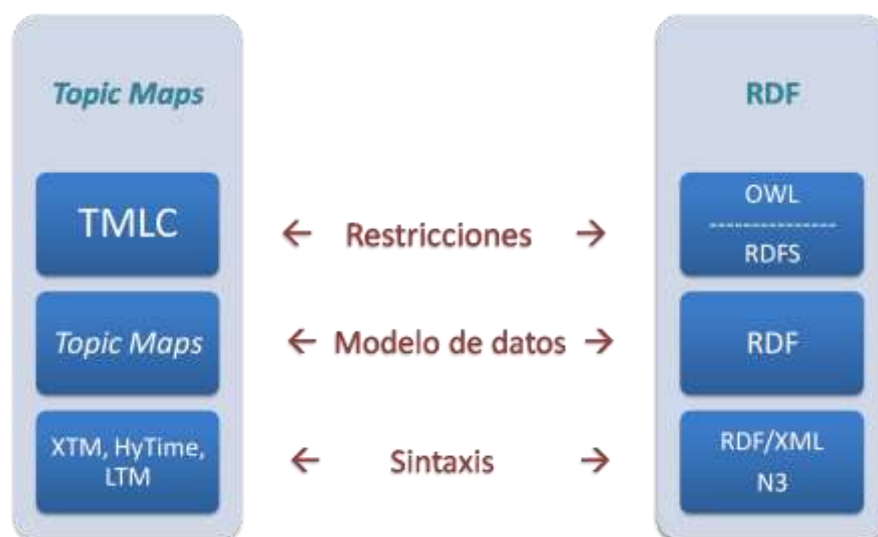 Topic Maps
RDF
TMLC
← Restricciones →
OWL
---------------
RDFS
Topic Maps
← Modelo de datos →
RDF
XTM, HyTime,
LTM
← Sintaxis →
RDF/XML
N3